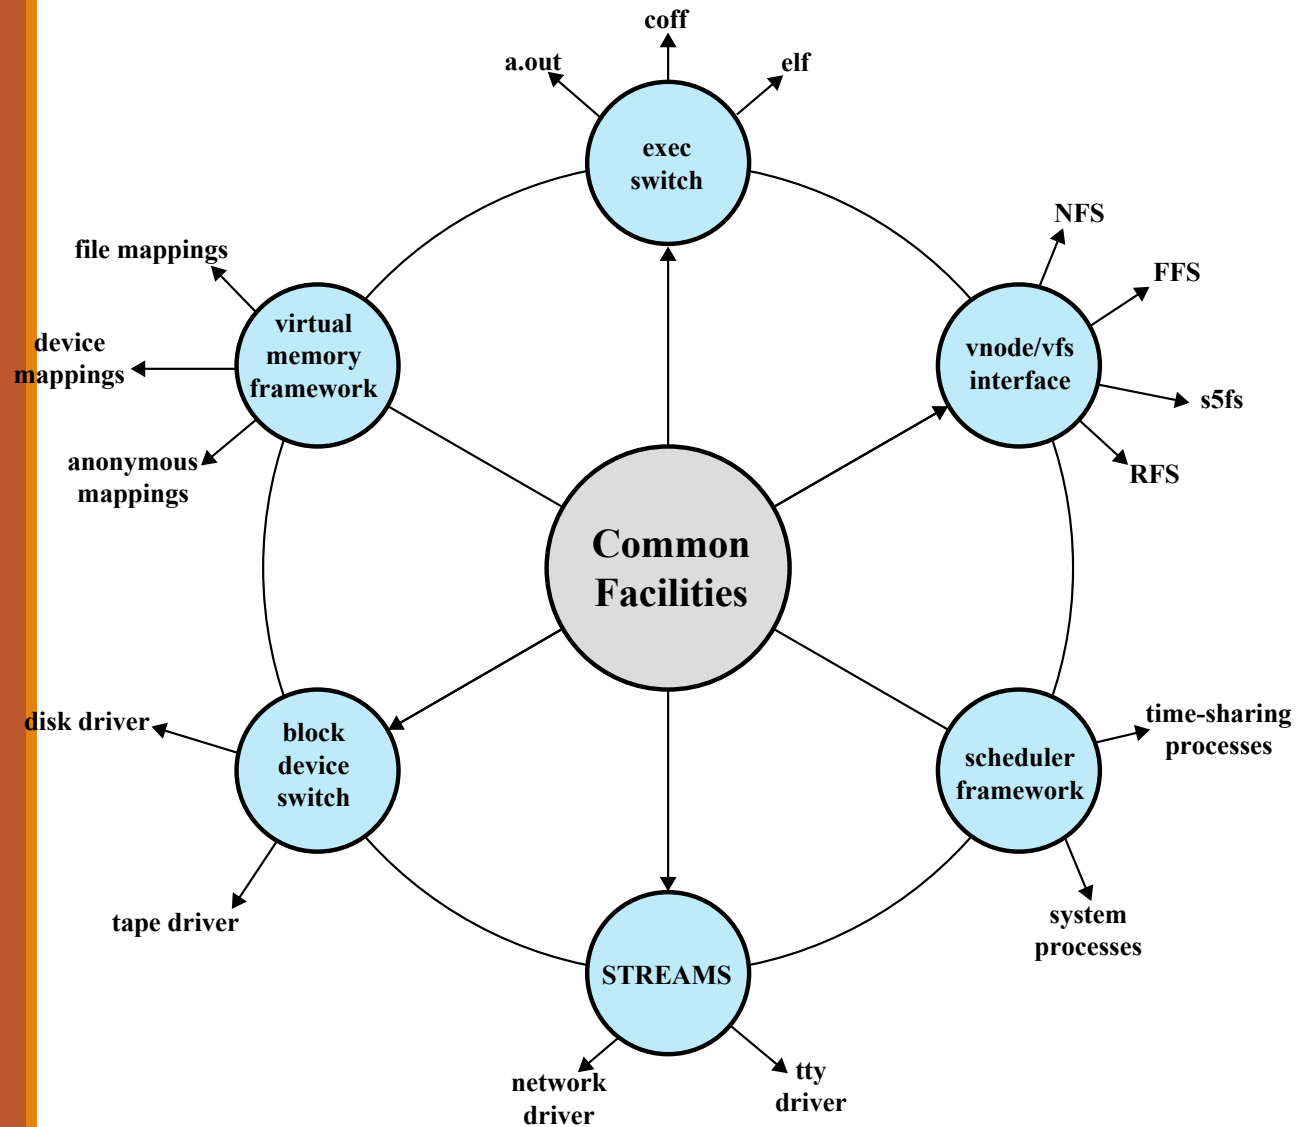 coff
a.out
elf
exec
switch
NFS
file mappings
FFS
virtual
memory
framework
device
mappings
vnode/vfs
interface
s5fs
anonymous
mappings
RFS
Common
Facilities
disk driver
block
device
switch
time-sharing
processes
scheduler
framework
tape driver
system
processes
STREAMS
network
driver
tty
driver